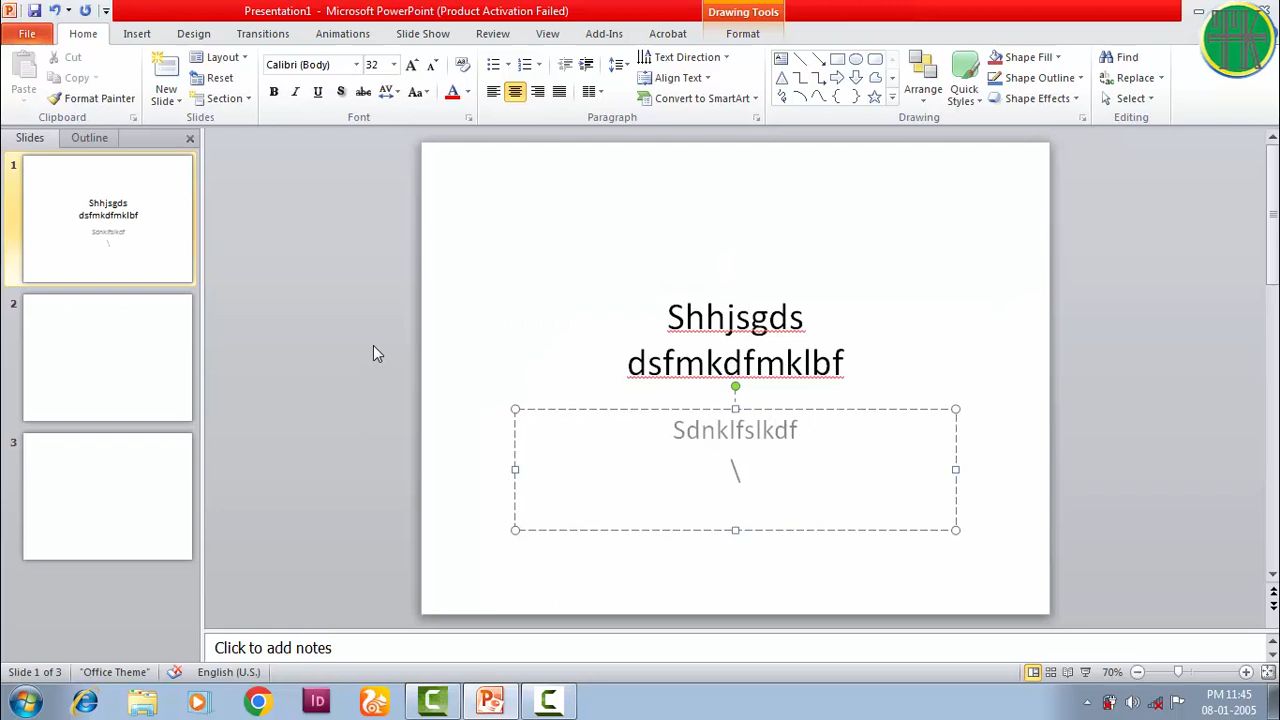 Presentation1 - Microsoft PowerPoint (Product Activation Failed)
Drawing Tools
File Home Insert Design Transitions Animations Slide Show Review View Add-Ins Acrobat Format
Paste
Cut
Copy
Format Painter
Clipboard
New Slide
Layout
Reset
Section
Slides
Calibri (Body) 32
B I U S abc AV Aa A
Font
Text Direction
Align Text
Convert to SmartArt
Paragraph
Arrange
Quick Styles
Shape Fill
Shape Outline
Shape Effects
Drawing
Find
Replace
Select
Editing
Slides Outline
1
Shhjsgds
dsfmkdfmklbf
Sdnklfslkdf
\
2
3
Shhjsgds
dsfmkdfmklbf
Sdnklfslkdf
\
Click to add notes
Slide 1 of 3 "Office Theme" English (U.S.) 70%
Id
PM 11:45
08-01-2005